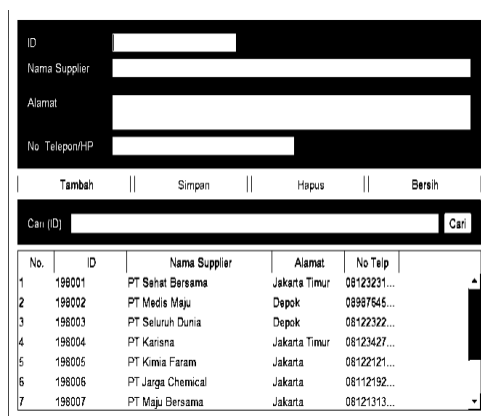 ID
Nama Supplier
Alamat
No Telepon/HP
Tambah Simpan Hapus Bersih
Cari (ID) Cari
No. ID Nama Supplier Alamat No Telp
1 198001 PT Sehat Bersama Jakarta Timur 08123231...
2 198002 PT Medis Maju Depok 08987645...
3 198003 PT Seluruh Dunia Depok 08122322...
4 198004 PT Karisna Jakarta Timur 08123427...
5 198005 PT Kimia Faram Jakarta 08122121...
6 198006 PT Jarga Chemical Jakarta 08112192...
7 198007 PT Maju Bersama Jakarta 08121313...